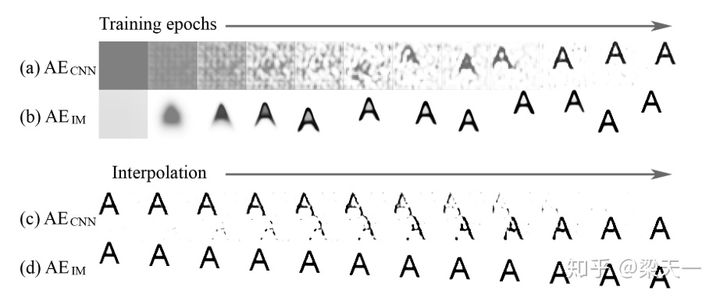 Training epochs
(a) AE CNN
A A A A A A
(b) AE IM
A A A A A A A A A A
Interpolation
(c) AE CNN
A A A A A A A A A A A A
(d) AE IM
A A A A A A A A A A A A
知乎 @梁天一